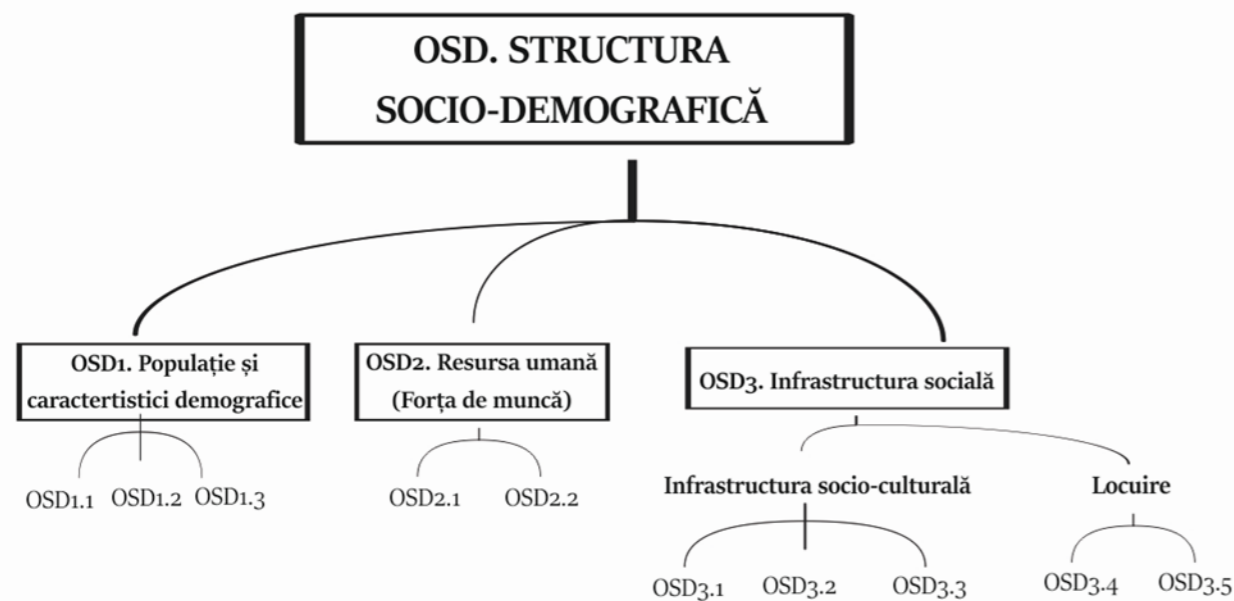 OSD. STRUCTURA
SOCIO-DEMOGRAFICĂ
OSD1. Populație și
caractertistici demografice
OSD2. Resursa umană
(Forța de muncă)
OSD3. Infrastructura socială
OSD1.1 OSD1.2 OSD1.3
OSD2.1 OSD2.2
Infrastructura socio-culturală
Locuire
OSD3.1 OSD3.2 OSD3.3
OSD3.4 OSD3.5